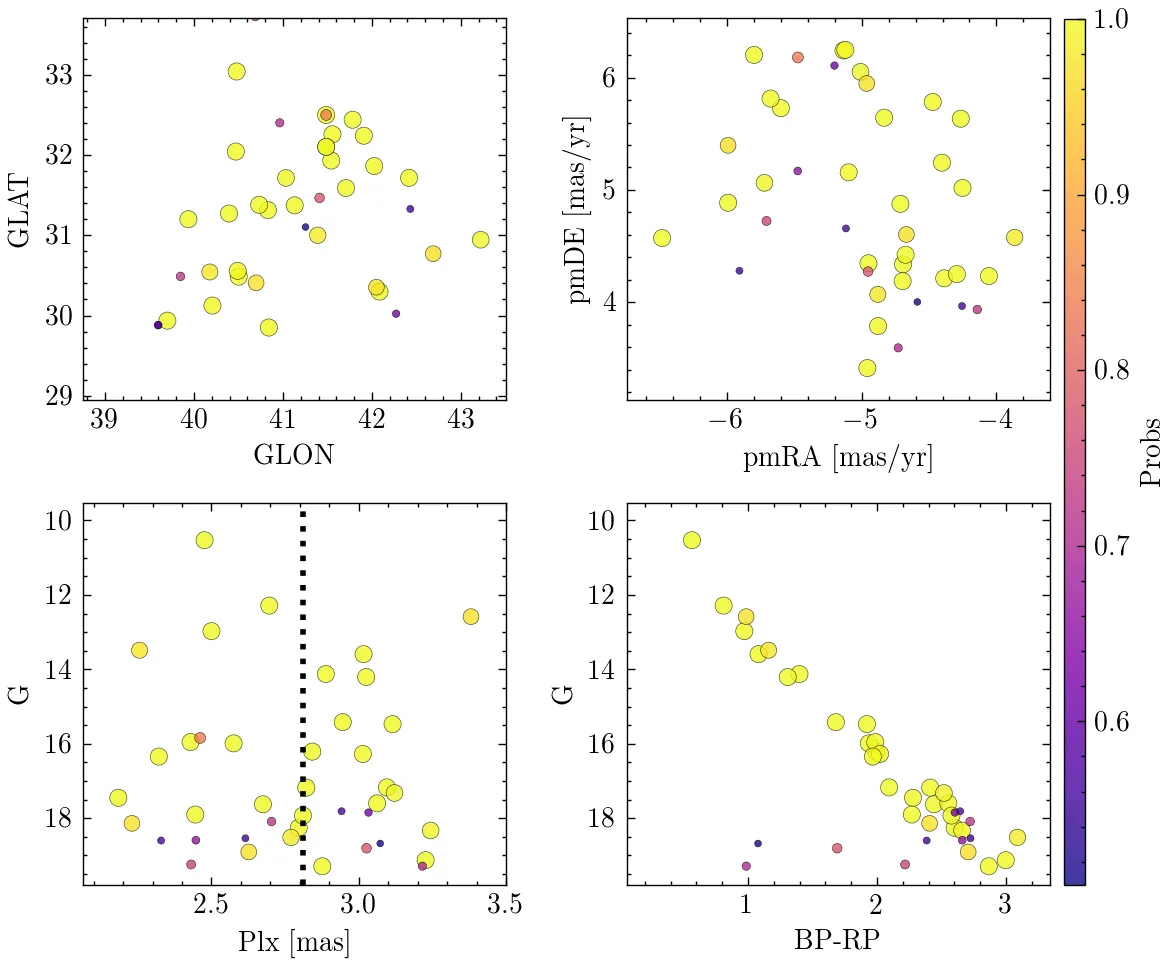 33
32
31
30
29
GLAT
39 40 41 42 43
GLON
6
5
4
pmDE [mas/yr]
−6 −5 −4
pmRA [mas/yr]
1.0
0.9
0.8
0.7
0.6
Probs
10
12
14
16
18
G
2.5 3.0 3.5
Plx [mas]
10
12
14
16
18
G
1 2 3
BP-RP